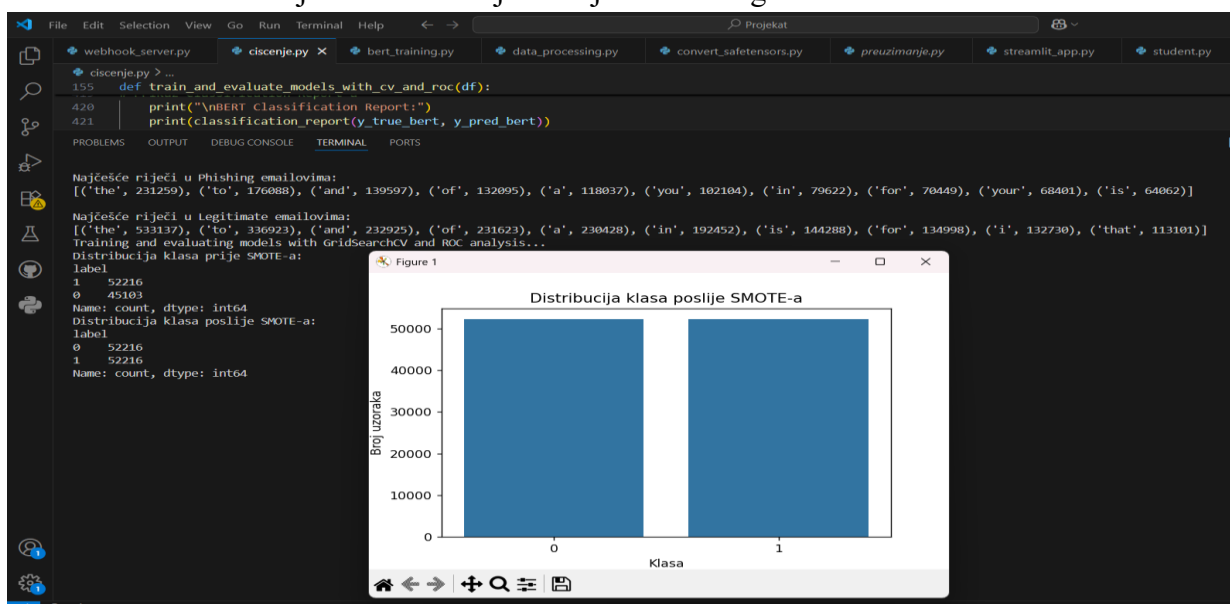 File Edit Selection View Go Run Terminal Help
Projekat
webhook_server.py ciscenje.py bert_training.py data_processing.py convert_safetensors.py preuzimanje.py streamlit_app.py student.py
ciscenje.py > ...
155 def train_and_evaluate_models_with_cv_and_roc(df):
420 print("\nBERT Classification Report:")
421 print(classification_report(y_true_bert, y_pred_bert))
PROBLEMS OUTPUT DEBUG CONSOLE TERMINAL PORTS
Najčešće riječi u Phishing emailovima:
[('the', 231259), ('to', 176088), ('and', 139597), ('of', 132095), ('a', 118037), ('you', 102104), ('in', 79622), ('for', 70449), ('your', 68401), ('is', 64062)]
Najčešće riječi u Legitimate emailovima:
[('the', 533137), ('to', 336923), ('and', 232925), ('of', 231623), ('a', 230428), ('in', 192452), ('is', 144288), ('for', 134998), ('i', 132730), ('that', 113101)]
Training and evaluating models with GridSearchCV and ROC analysis...
Distribucija klasa prije SMOTE-a:
label
1 52216
0 45103
Name: count, dtype: int64
Distribucija klasa poslije SMOTE-a:
label
0 52216
1 52216
Name: count, dtype: int64
Figure 1
Distribucija klasa poslije SMOTE-a
Broj uzoraka
50000
40000
30000
20000
10000
0
0 1
Klasa